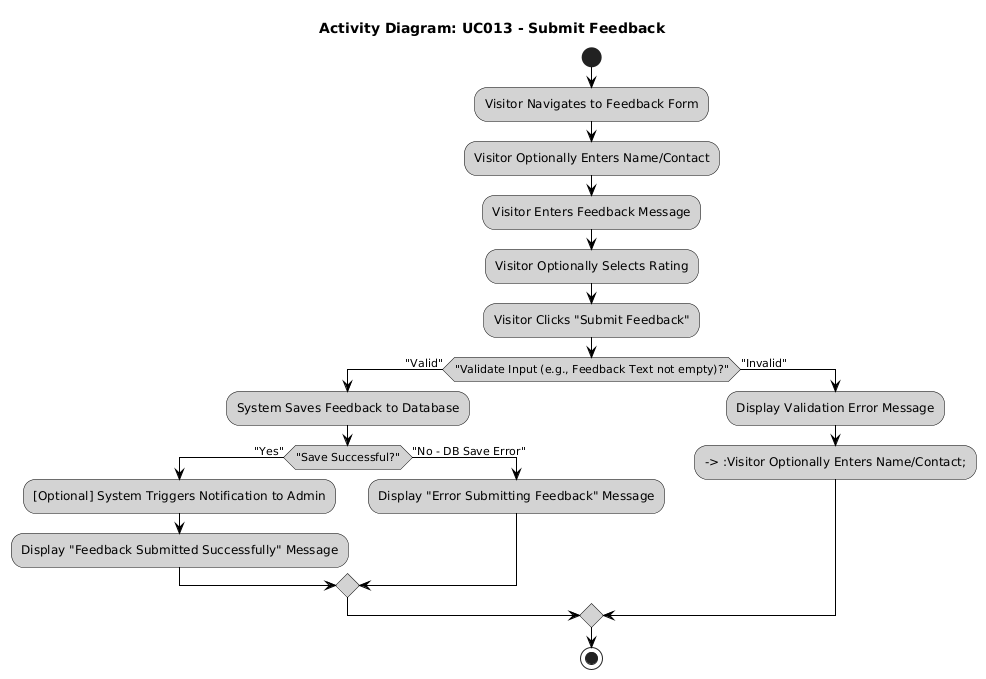 Activity Diagram: UC013 - Submit Feedback
Visitor Navigates to Feedback Form
Visitor Optionally Enters Name/Contact
Visitor Enters Feedback Message
Visitor Optionally Selects Rating
Visitor Clicks "Submit Feedback"
"Valid"
"Validate Input (e.g., Feedback Text not empty)?"
"Invalid"
System Saves Feedback to Database
Display Validation Error Message
"Yes"
"Save Successful?"
"No - DB Save Error"
-> :Visitor Optionally Enters Name/Contact;
[Optional] System Triggers Notification to Admin
Display "Error Submitting Feedback" Message
Display "Feedback Submitted Successfully" Message